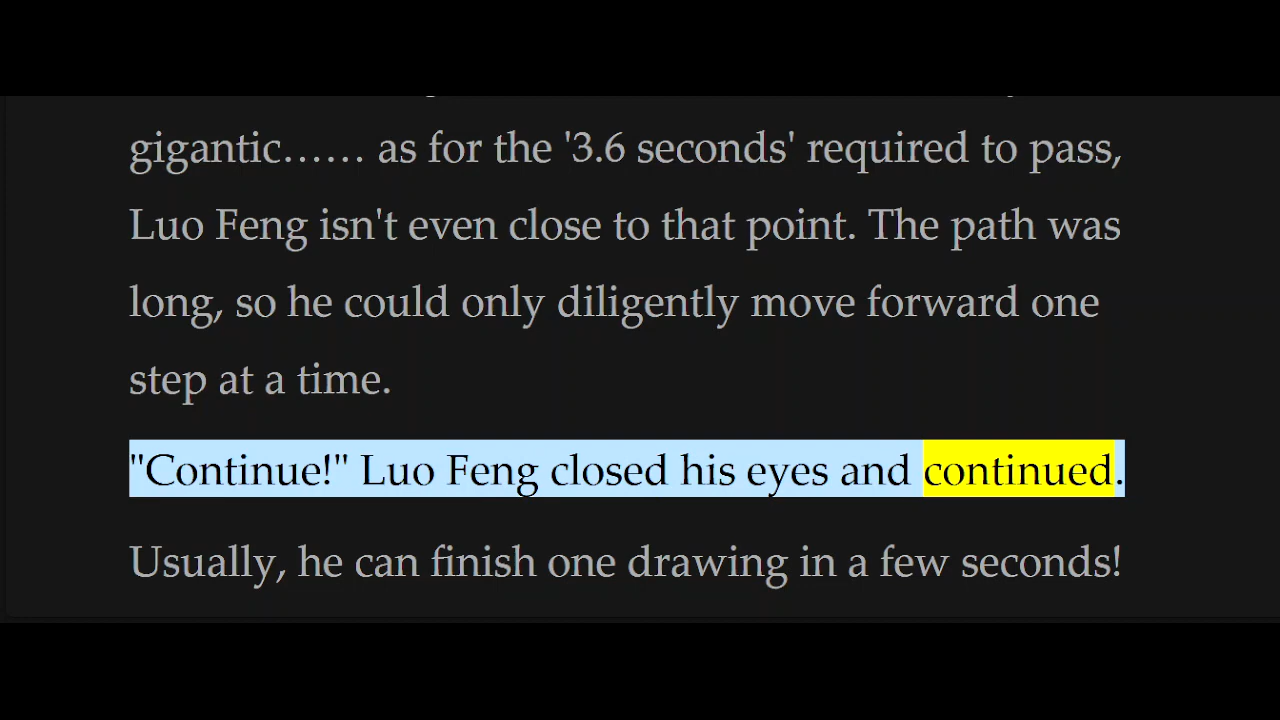 gigantic…… as for the '3.6 seconds' required to pass,
Luo Feng isn't even close to that point. The path was
long, so he could only diligently move forward one
step at a time.
"Continue!" Luo Feng closed his eyes and continued.
Usually, he can finish one drawing in a few seconds!